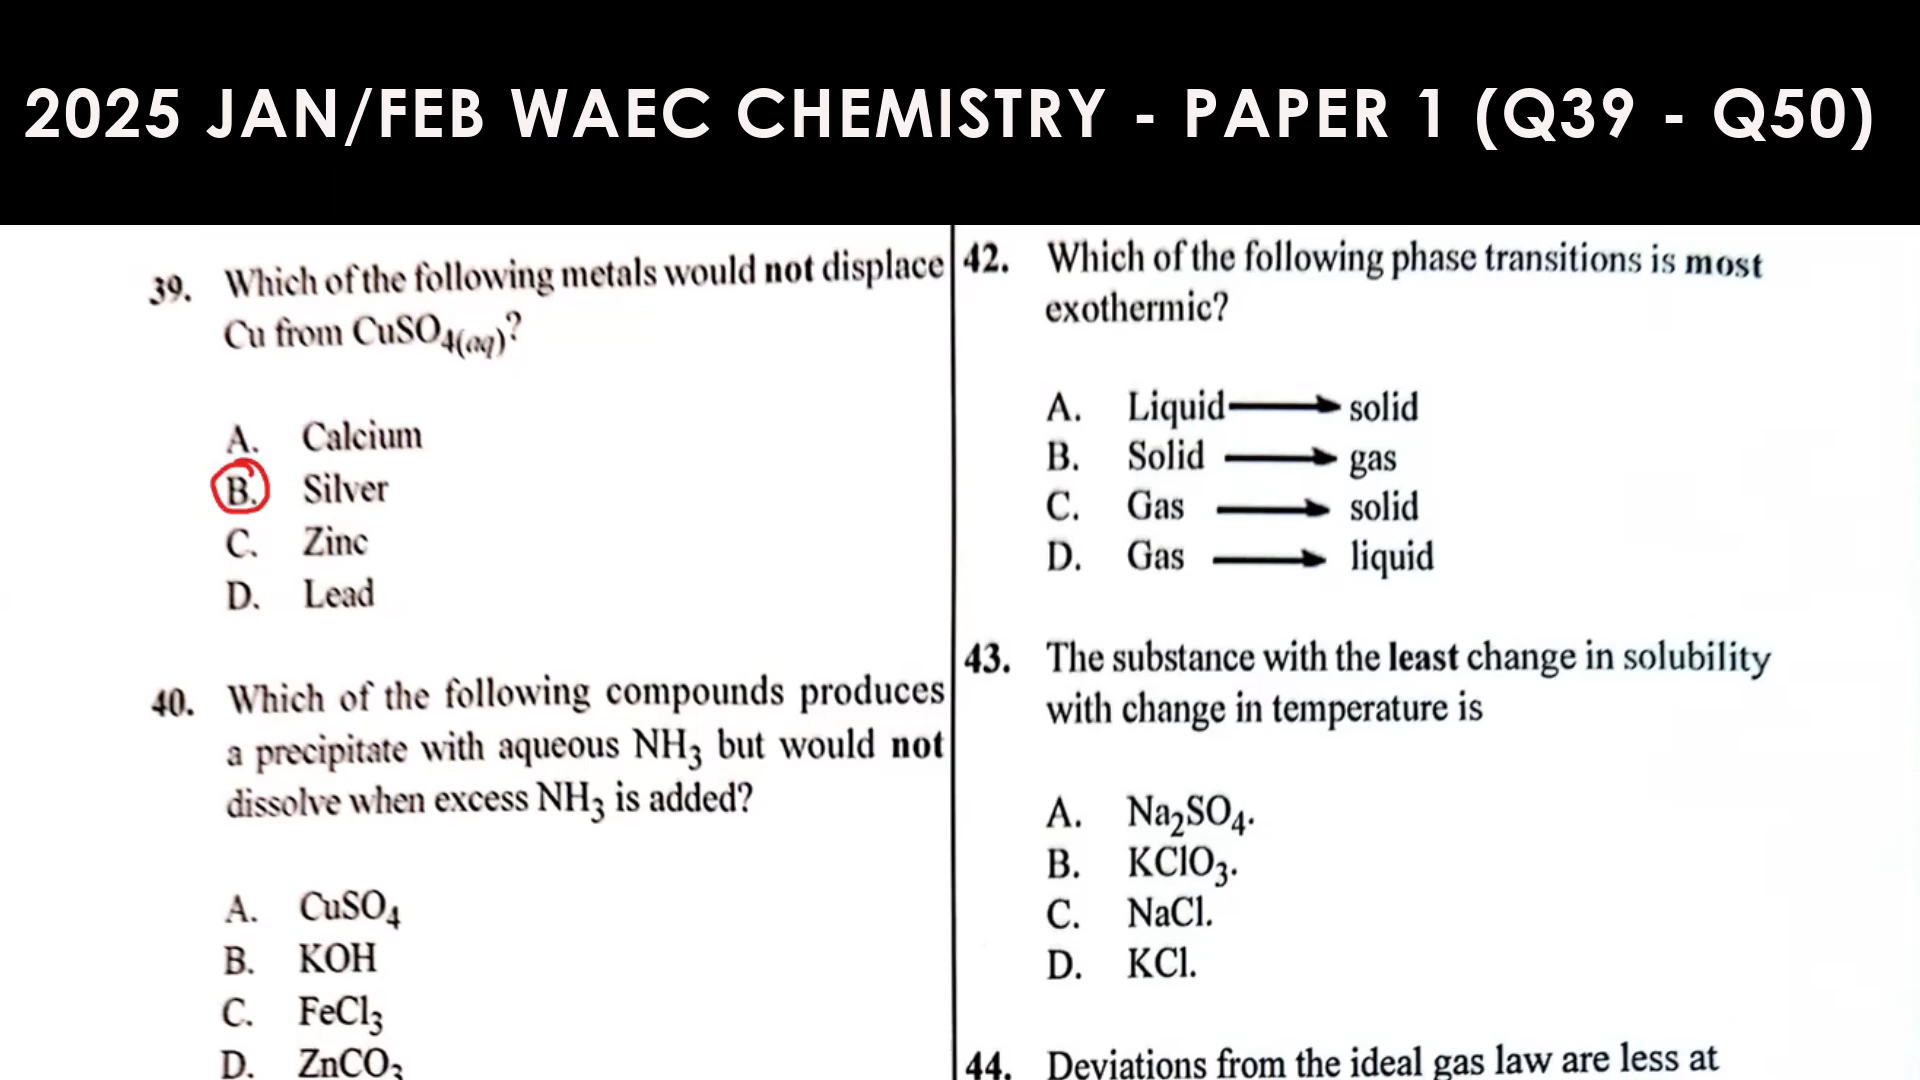 2025 JAN/FEB WAEC CHEMISTRY - PAPER 1 (Q39 - Q50)
39. Which of the following metals would not displace
Cu from CuSO₄(aq)?
A. Calcium
B. Silver
C. Zinc
D. Lead
40. Which of the following compounds produces
a precipitate with aqueous NH₃ but would not
dissolve when excess NH₃ is added?
A. CuSO₄
B. KOH
C. FeCl₃
D. ZnCO₃
42. Which of the following phase transitions is most
exothermic?
A. Liquid → solid
B. Solid → gas
C. Gas → solid
D. Gas → liquid
43. The substance with the least change in solubility
with change in temperature is
A. Na₂SO₄.
B. KClO₃.
C. NaCl.
D. KCl.
44. Deviations from the ideal gas law are less at